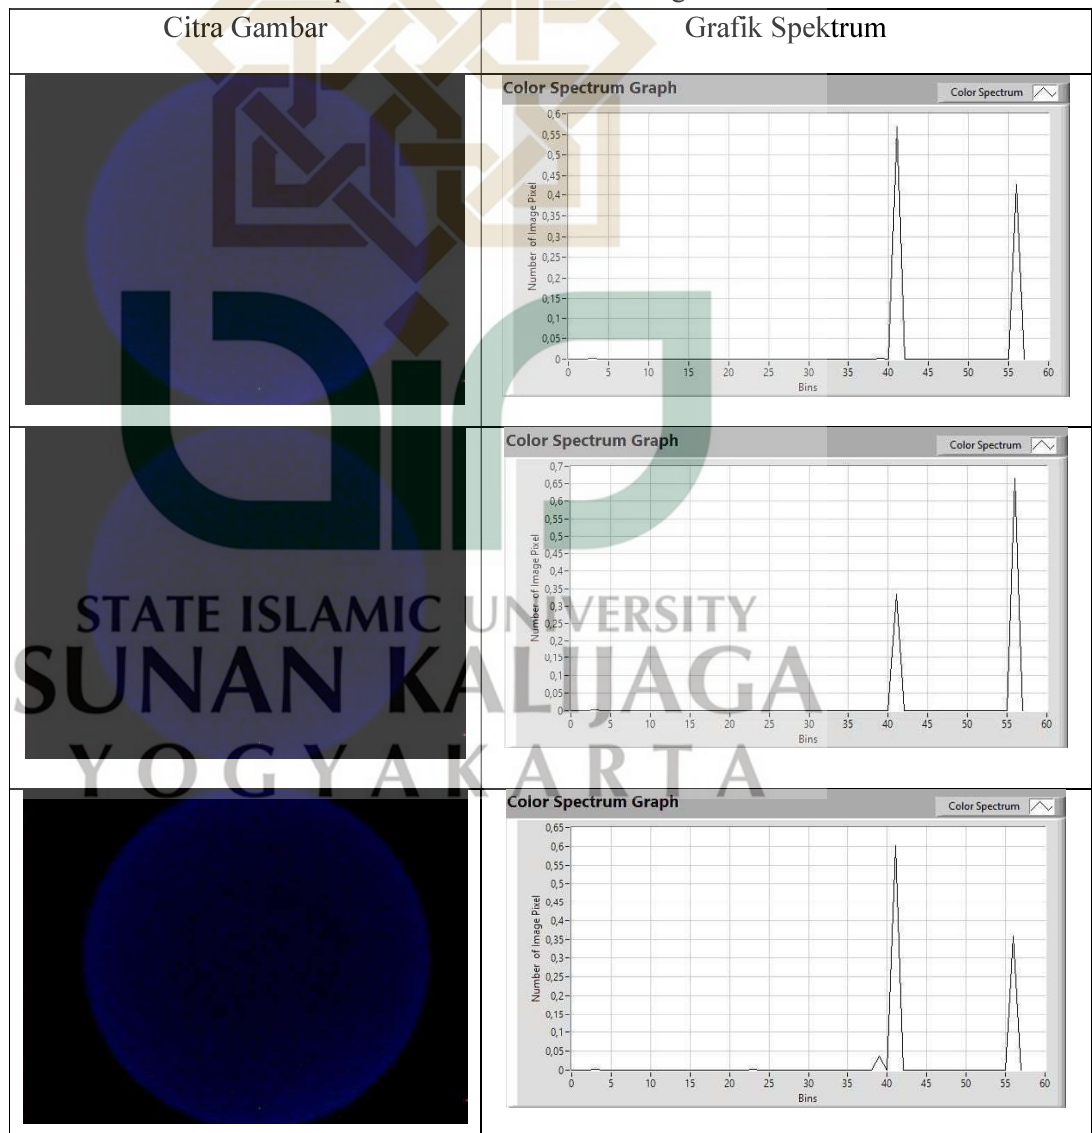 Citra Gambar
Grafik Spektrum
Color Spectrum Graph
Color Spectrum
0,6
0,55
0,5
0,45
0,4
0,35
0,3
0,25
0,2
0,15
0,1
0,05
0
Number of Image Pixel
0 5 10 15 20 25 30 35 40 45 50 55 60
Bins
Color Spectrum Graph
Color Spectrum
0,7
0,65
0,6
0,55
0,5
0,45
0,4
0,35
0,3
0,25
0,2
0,15
0,1
0,05
0
Number of Image Pixel
0 5 10 15 20 25 30 35 40 45 50 55 60
Bins
STATE ISLAMIC UNIVERSITY
SUNAN KALIJAGA
YOGYAKARTA
Color Spectrum Graph
Color Spectrum
0,65
0,6
0,55
0,5
0,45
0,4
0,35
0,3
0,25
0,2
0,15
0,1
0,05
0
Number of Image Pixel
0 5 10 15 20 25 30 35 40 45 50 55 60
Bins